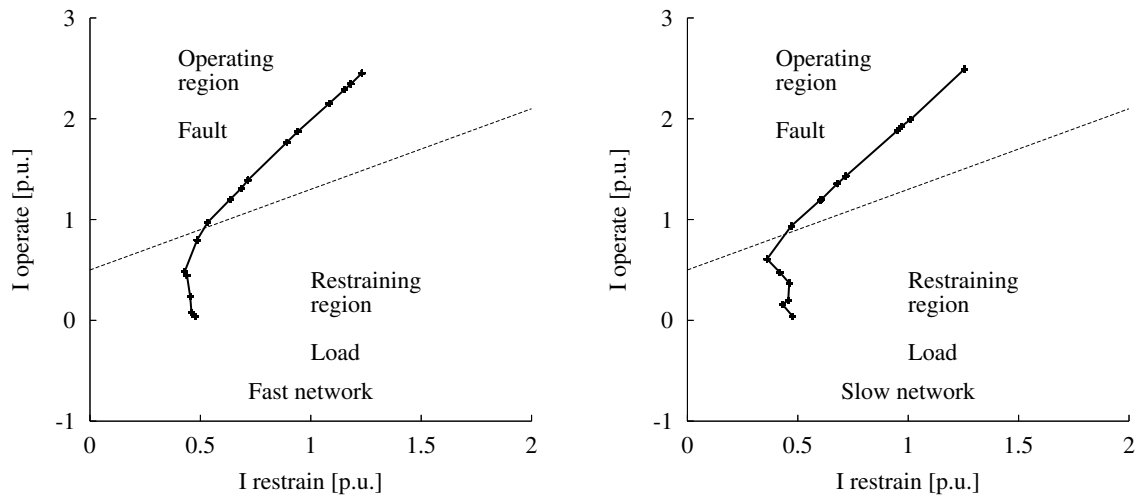 3
2
1
0
-1
I operate [p.u.]
Operating
region
Fault
Restraining
region
Load
Fast network
0
0.5
1
1.5
2
I restrain [p.u.]
3
2
1
0
-1
I operate [p.u.]
Operating
region
Fault
Restraining
region
Load
Slow network
0
0.5
1
1.5
2
I restrain [p.u.]